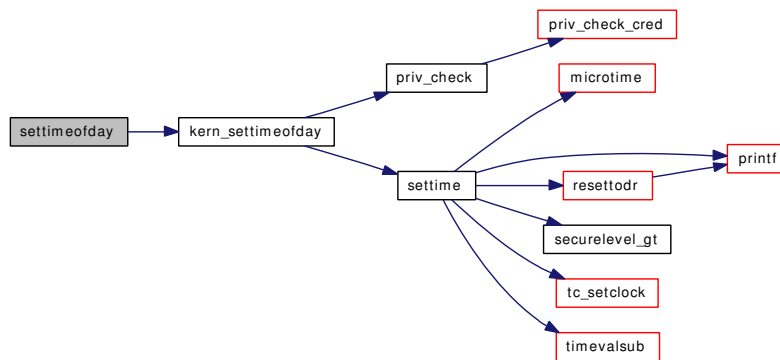 priv_check_cred
priv_check
microtime
settimeofday
kern_settimeofday
printf
settime
resettodr
securelevel_gt
tc_setclock
timevalsub